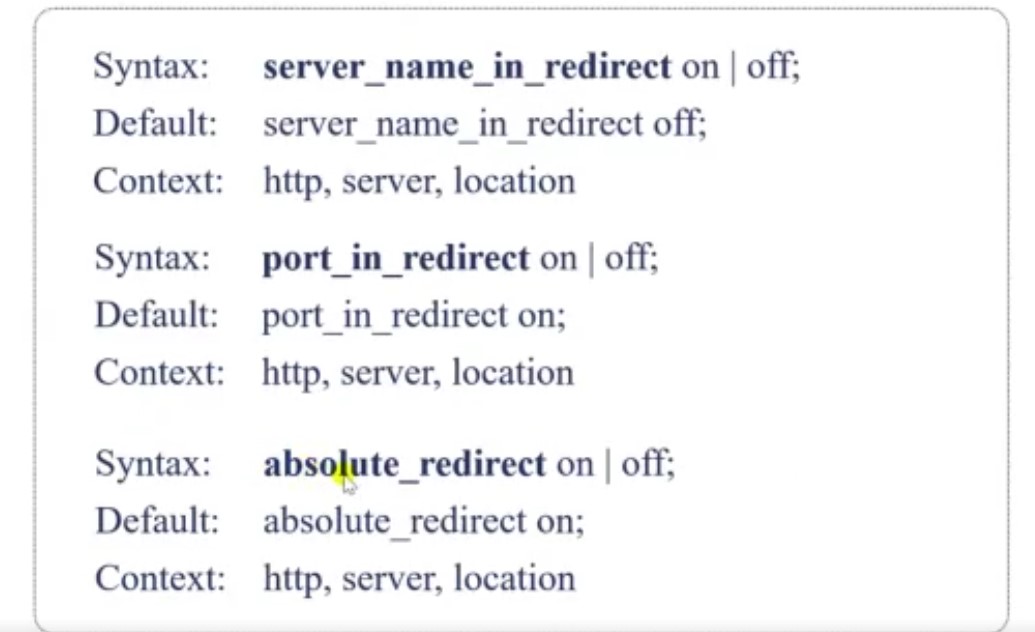 Syntax: server_name_in_redirect on | off;
Default: server_name_in_redirect off;
Context: http, server, location
Syntax: port_in_redirect on | off;
Default: port_in_redirect on;
Context: http, server, location
Syntax: absolute_redirect on | off;
Default: absolute_redirect on;
Context: http, server, location